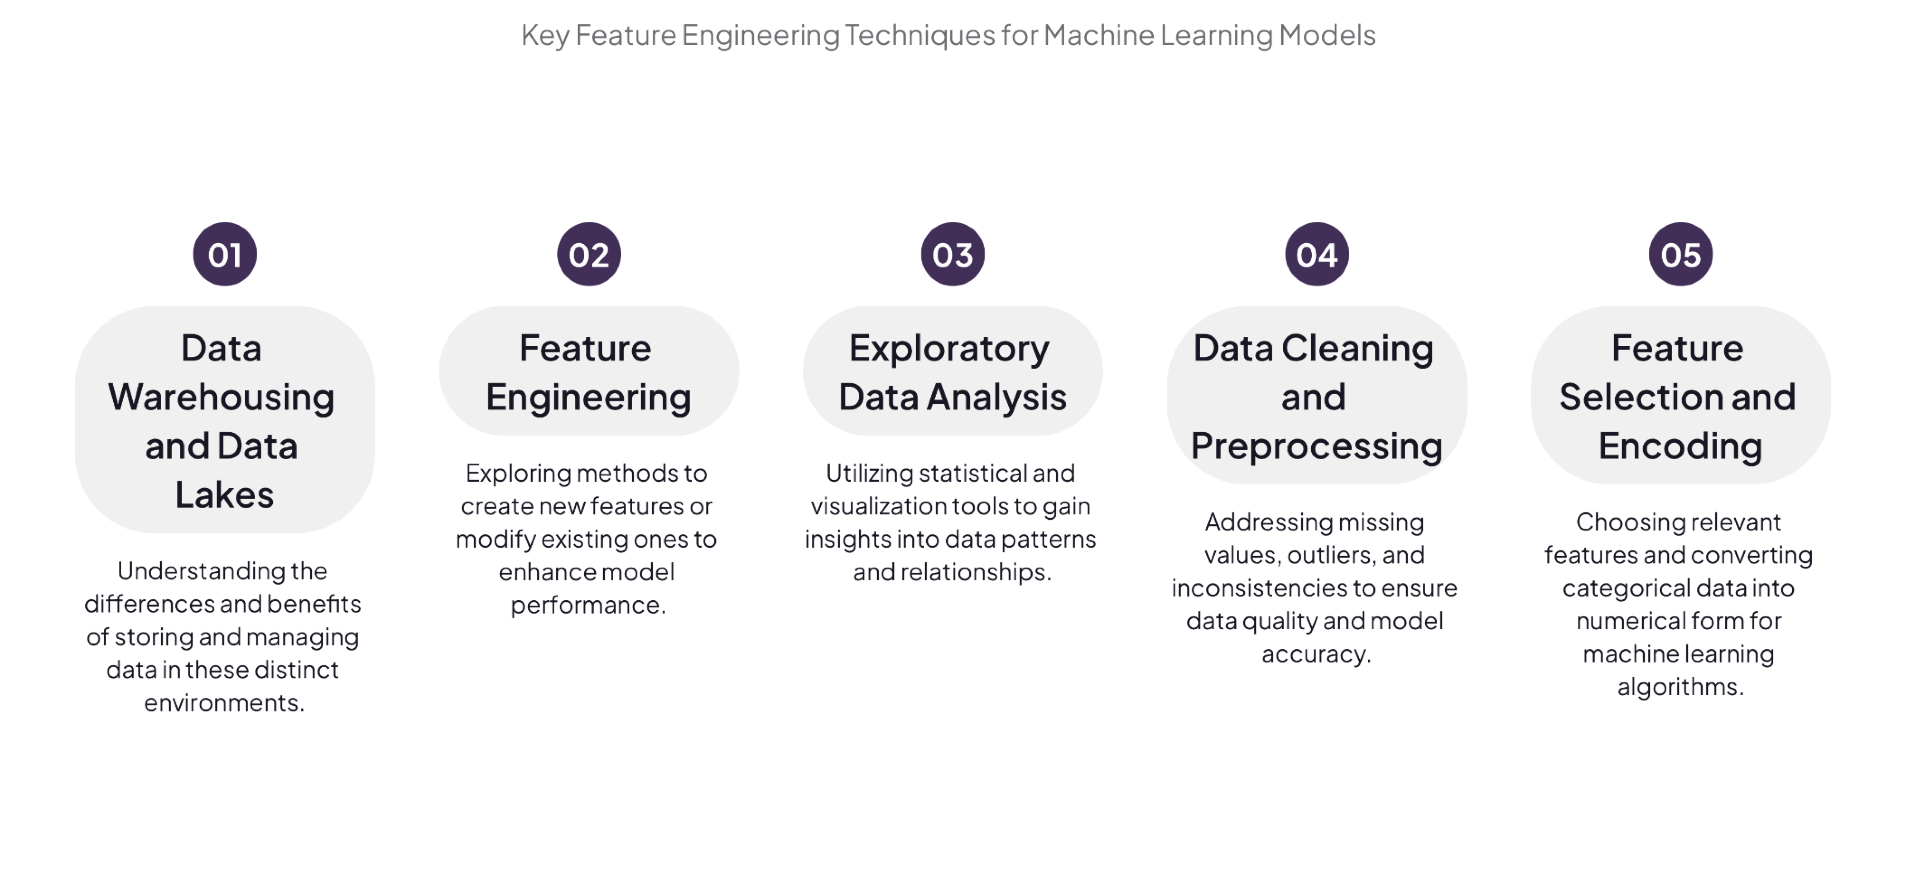 Key Feature Engineering Techniques for Machine Learning Models
01
Data
Warehousing
and Data
Lakes
Understanding the
differences and benefits
of storing and managing
data in these distinct
environments.
02
Feature
Engineering
Exploring methods to
create new features or
modify existing ones to
enhance model
performance.
03
Exploratory
Data Analysis
Utilizing statistical and
visualization tools to gain
insights into data patterns
and relationships.
04
Data Cleaning
and
Preprocessing
Addressing missing
values, outliers, and
inconsistencies to ensure
data quality and model
accuracy.
05
Feature
Selection and
Encoding
Choosing relevant
features and converting
categorical data into
numerical form for
machine learning
algorithms.